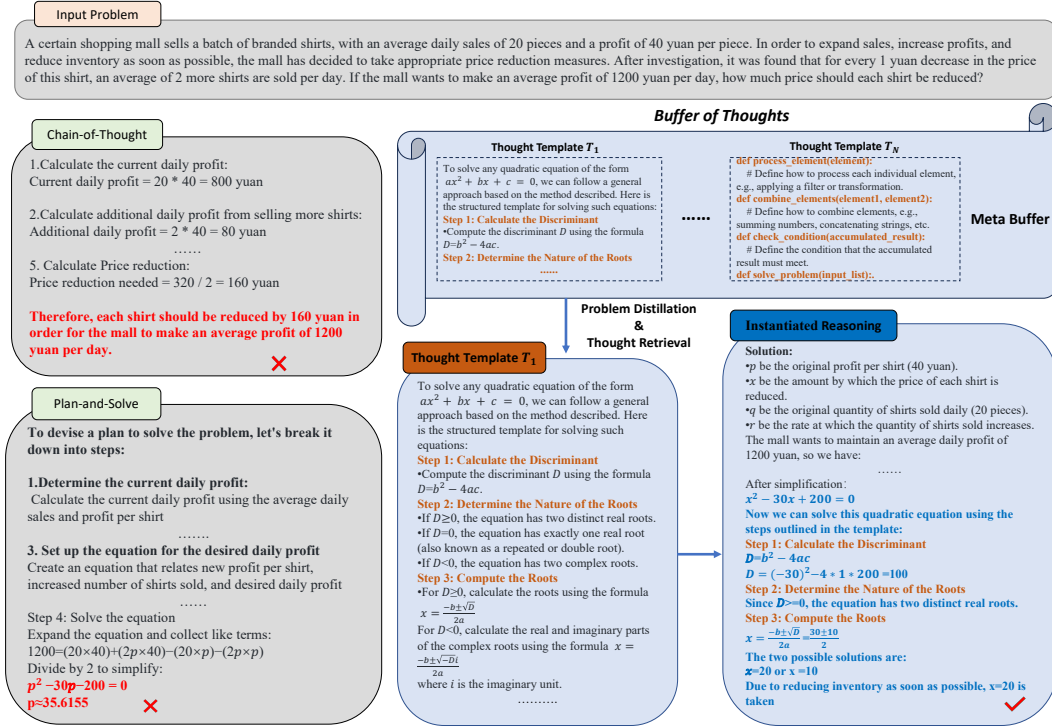 Input Problem
A certain shopping mall sells a batch of branded shirts, with an average daily sales of 20 pieces and a profit of 40 yuan per piece. In order to expand sales, increase profits, and
reduce inventory as soon as possible, the mall has decided to take appropriate price reduction measures. After investigation, it was found that for every 1 yuan decrease in the price
of this shirt, an average of 2 more shirts are sold per day. If the mall wants to make an average profit of 1200 yuan per day, how much price should each shirt be reduced?
Chain-of-Thought
1.Calculate the current daily profit:
Current daily profit = 20 * 40 = 800 yuan
2.Calculate additional daily profit from selling more shirts:
Additional daily profit = 2 * 40 = 80 yuan
……
5. Calculate Price reduction:
Price reduction needed = 320 / 2 = 160 yuan
Therefore, each shirt should be reduced by 160 yuan in
order for the mall to make an average profit of 1200
yuan per day.
Plan-and-Solve
To devise a plan to solve the problem, let's break it
down into steps:
1.Determine the current daily profit:
Calculate the current daily profit using the average daily
sales and profit per shirt
…….
3. Set up the equation for the desired daily profit
Create an equation that relates new profit per shirt,
increased number of shirts sold, and desired daily profit
……
Step 4: Solve the equation
Expand the equation and collect like terms:
1200=(20×40)+(2p×40)−(20×p)−(2p×p)
Divide by 2 to simplify:
p² −30p−200 = 0
p≈35.6155
Buffer of Thoughts
Thought Template T₁
To solve any quadratic equation of the form
ax² + bx + c = 0, we can follow a general
approach based on the method described. Here is
the structured template for solving such equations:
Step 1: Calculate the Discriminant
•Compute the discriminant D using the formula
D=b² − 4ac.
Step 2: Determine the Nature of the Roots
……
……
Thought Template T_N
def process_element(element):
# Define how to process each individual element,
e.g., applying a filter or transformation.
def combine_elements(element1, element2):
# Define how to combine elements, e.g.,
summing numbers, concatenating strings, etc.
def check_condition(accumulated_result):
# Define the condition that the accumulated
result must meet.
def solve_problem(input_list):.
Meta Buffer
Problem Distillation
&
Thought Retrieval
Thought Template T₁
To solve any quadratic equation of the form
ax² + bx + c = 0, we can follow a general
approach based on the method described. Here
is the structured template for solving such
equations:
Step 1: Calculate the Discriminant
•Compute the discriminant D using the formula
D=b² − 4ac.
Step 2: Determine the Nature of the Roots
•If D≥0, the equation has two distinct real roots.
•If D=0, the equation has exactly one real root
(also known as a repeated or double root).
•If D<0, the equation has two complex roots.
Step 3: Compute the Roots
•For D≥0, calculate the roots using the formula
x = (−b±√D)/2a
For D<0, calculate the real and imaginary parts
of the complex roots using the formula x =
(−b±√−Di)/2a
where i is the imaginary unit.
……….
Instantiated Reasoning
Solution:
•p be the original profit per shirt (40 yuan).
•x be the amount by which the price of each shirt is
reduced.
•q be the original quantity of shirts sold daily (20 pieces).
•r be the rate at which the quantity of shirts sold increases.
The mall wants to maintain an average daily profit of
1200 yuan, so we have:
……
After simplification:
x² − 30x + 200 = 0
Now we can solve this quadratic equation using the
steps outlined in the template:
Step 1: Calculate the Discriminant
D=b² − 4ac
D = (−30)²−4 * 1 * 200 =100
Step 2: Determine the Nature of the Roots
Since D>=0, the equation has two distinct real roots.
Step 3: Compute the Roots
x = (−b±√D)/2a = (30±10)/2
The two possible solutions are:
x=20 or x =10
Due to reducing inventory as soon as possible, x=20 is
taken